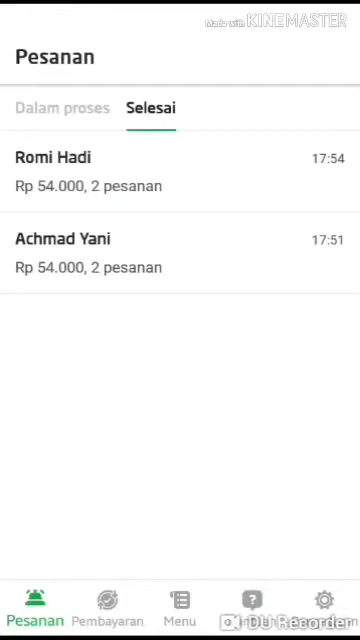 Made with KINEMASTER
Pesanan
Dalam proses Selesai
Romi Hadi 17:54
Rp 54.000, 2 pesanan
Achmad Yani 17:51
Rp 54.000, 2 pesanan
Pesanan Pembayaran Menu
DU Recorder